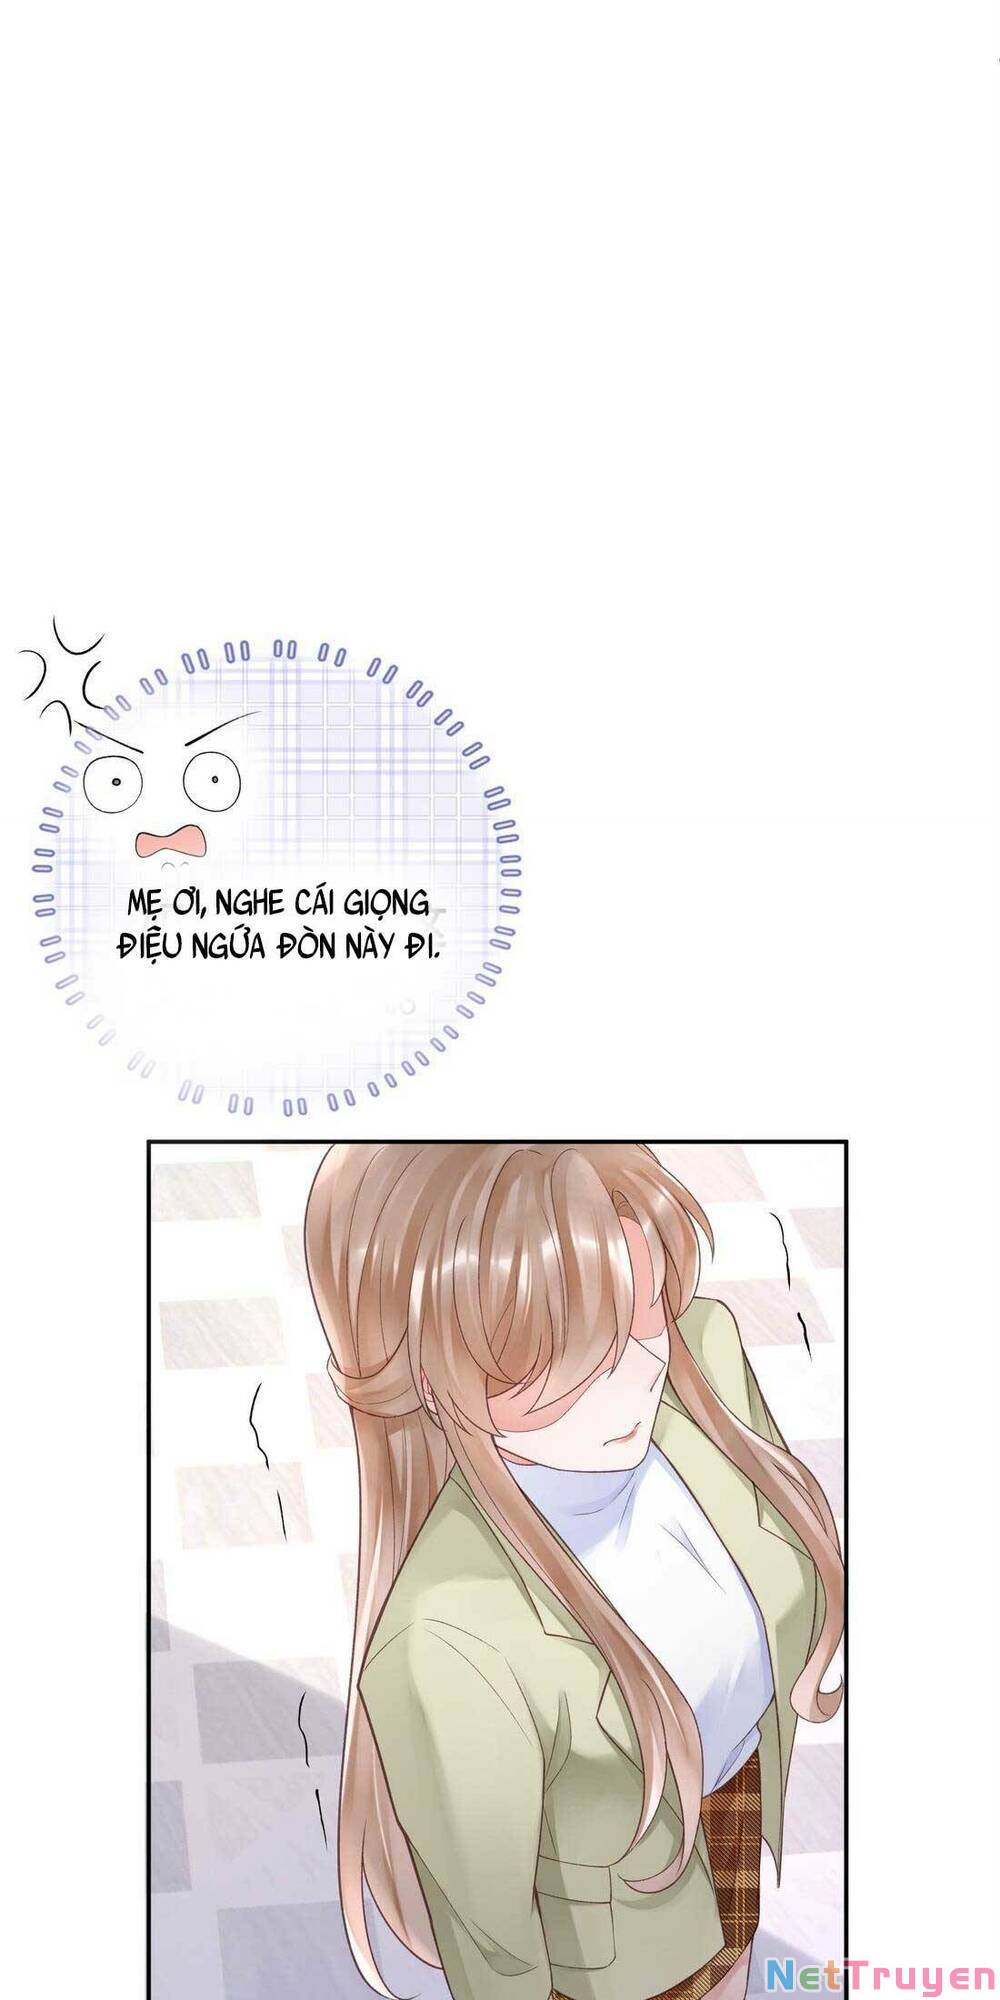 MẸ ƠI, NGHE CÁI GIỌNG
ĐIỆU NGỨA ĐÒN NÀY ĐI.
NetTruyen